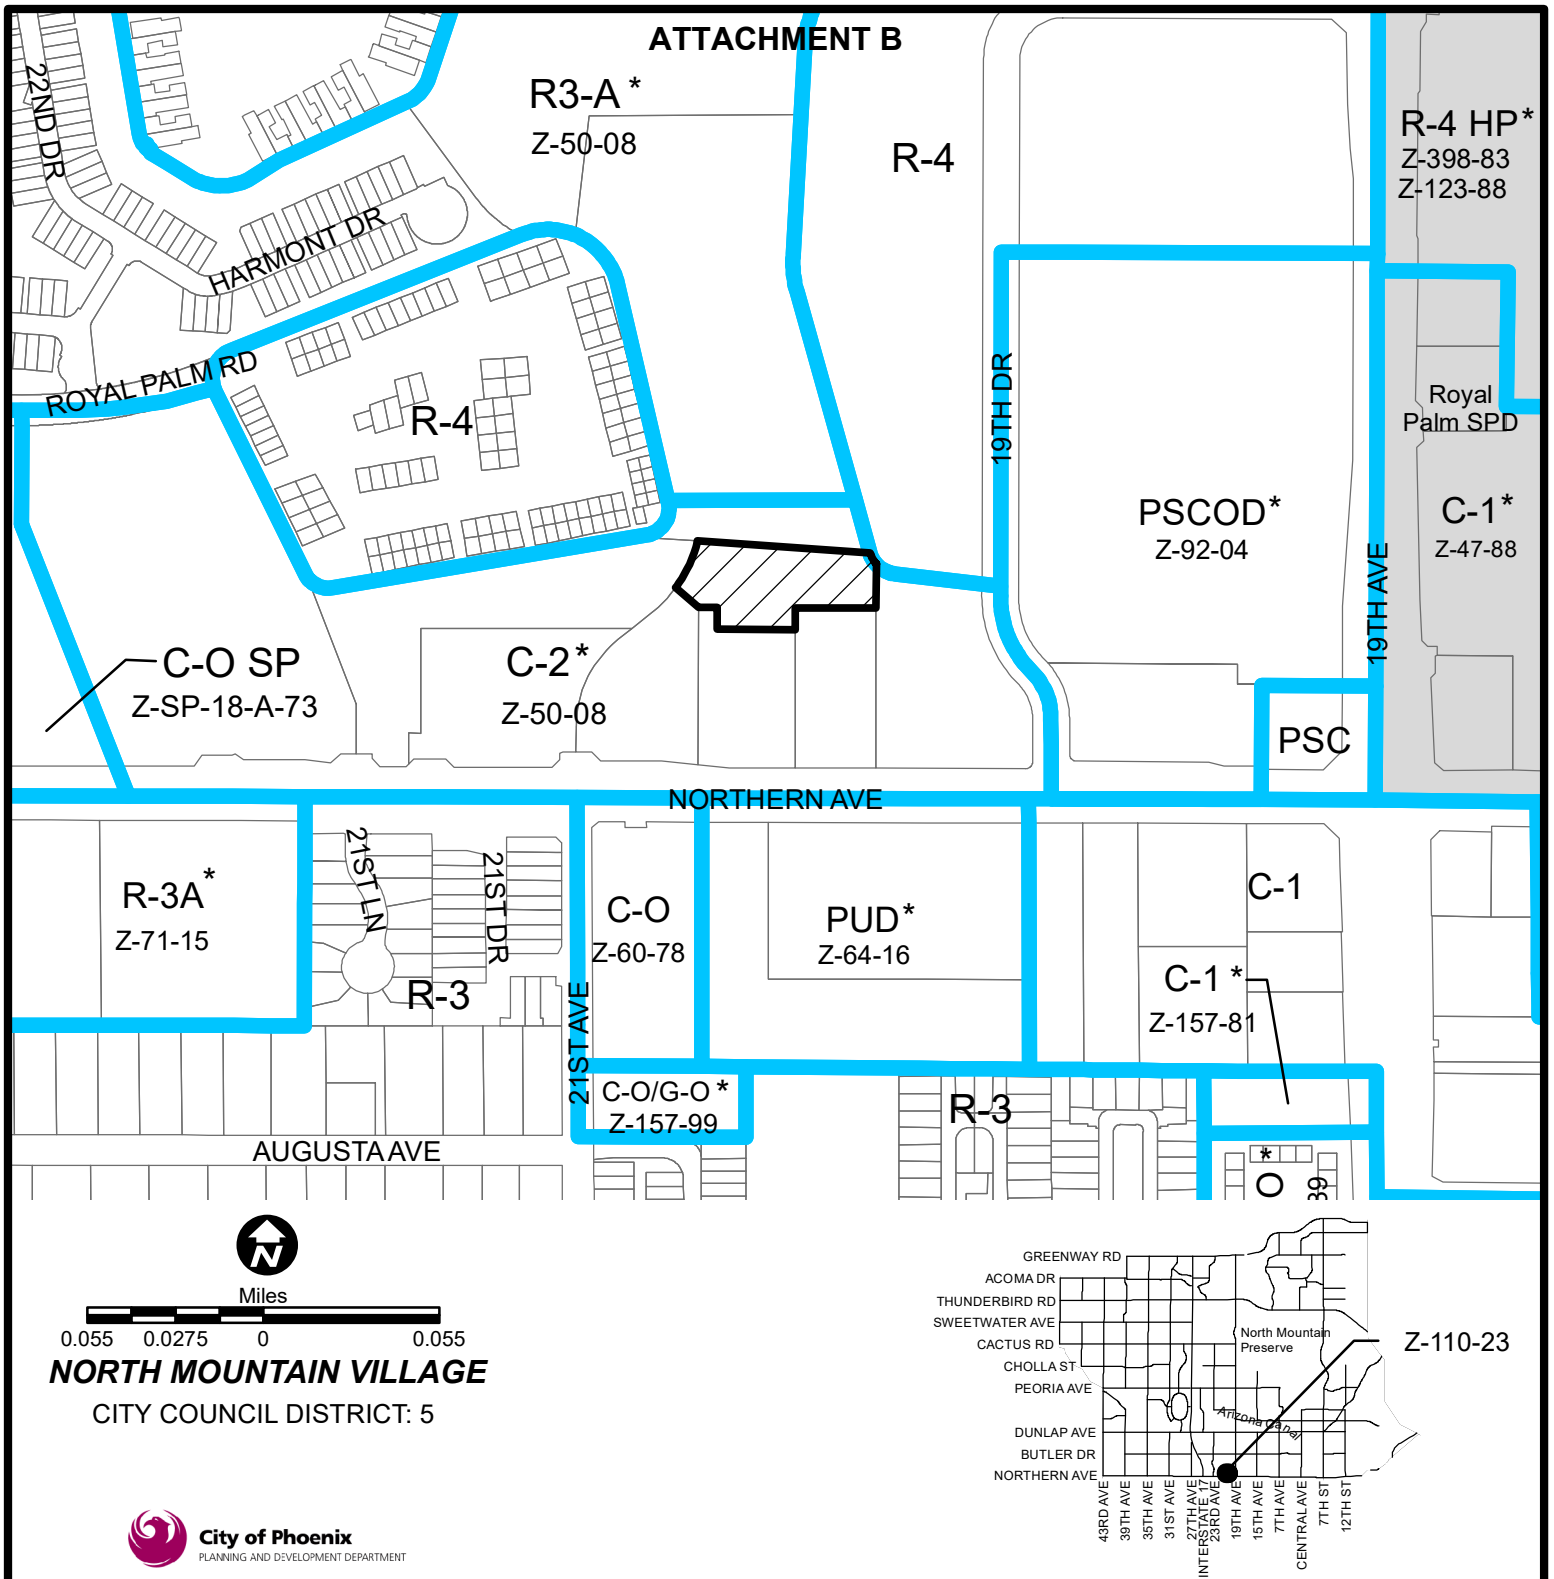 ATTACHMENT B
22ND DR
R3-A *
Z-50-08
R-4
R-4 HP*
Z-398-83
Z-123-88
HARMONT DR
ROYAL PALM RD
R-4
19TH DR
Royal
Palm SPD
PSCOD*
Z-92-04
C-1*
Z-47-88
19TH AVE
C-O SP
Z-SP-18-A-73
C-2*
Z-50-08
PSC
NORTHERN AVE
R-3A*
Z-71-15
21ST LN
21ST DR
R-3
C-O
Z-60-78
21ST AVE
PUD*
Z-64-16
C-1
C-1 *
Z-157-81
C-O/G-O *
Z-157-99
R-3
AUGUSTA AVE
O *
89
N
Miles
0.055 0.0275 0 0.055
NORTH MOUNTAIN VILLAGE
CITY COUNCIL DISTRICT: 5
City of Phoenix
PLANNING AND DEVELOPMENT DEPARTMENT
GREENWAY RD
ACOMA DR
THUNDERBIRD RD
SWEETWATER AVE
CACTUS RD
CHOLLA ST
PEORIA AVE
DUNLAP AVE
BUTLER DR
NORTHERN AVE
North Mountain
Preserve
Arizona Canal
Z-110-23
43RD AVE
39TH AVE
35TH AVE
31ST AVE
27TH AVE
INTERSTATE 17
23RD AVE
19TH AVE
15TH AVE
7TH AVE
CENTRAL AVE
7TH ST
12TH ST